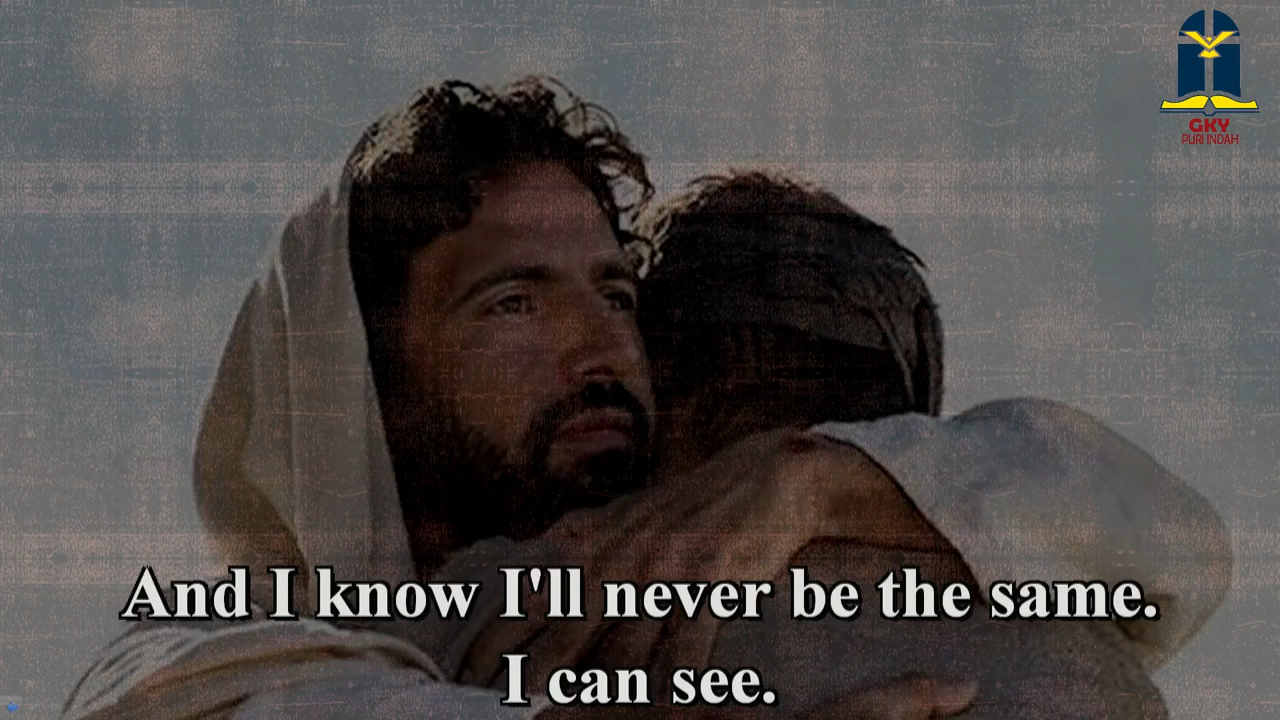 GKY
PURI INDAH
And I know I'll never be the same.
I can see.